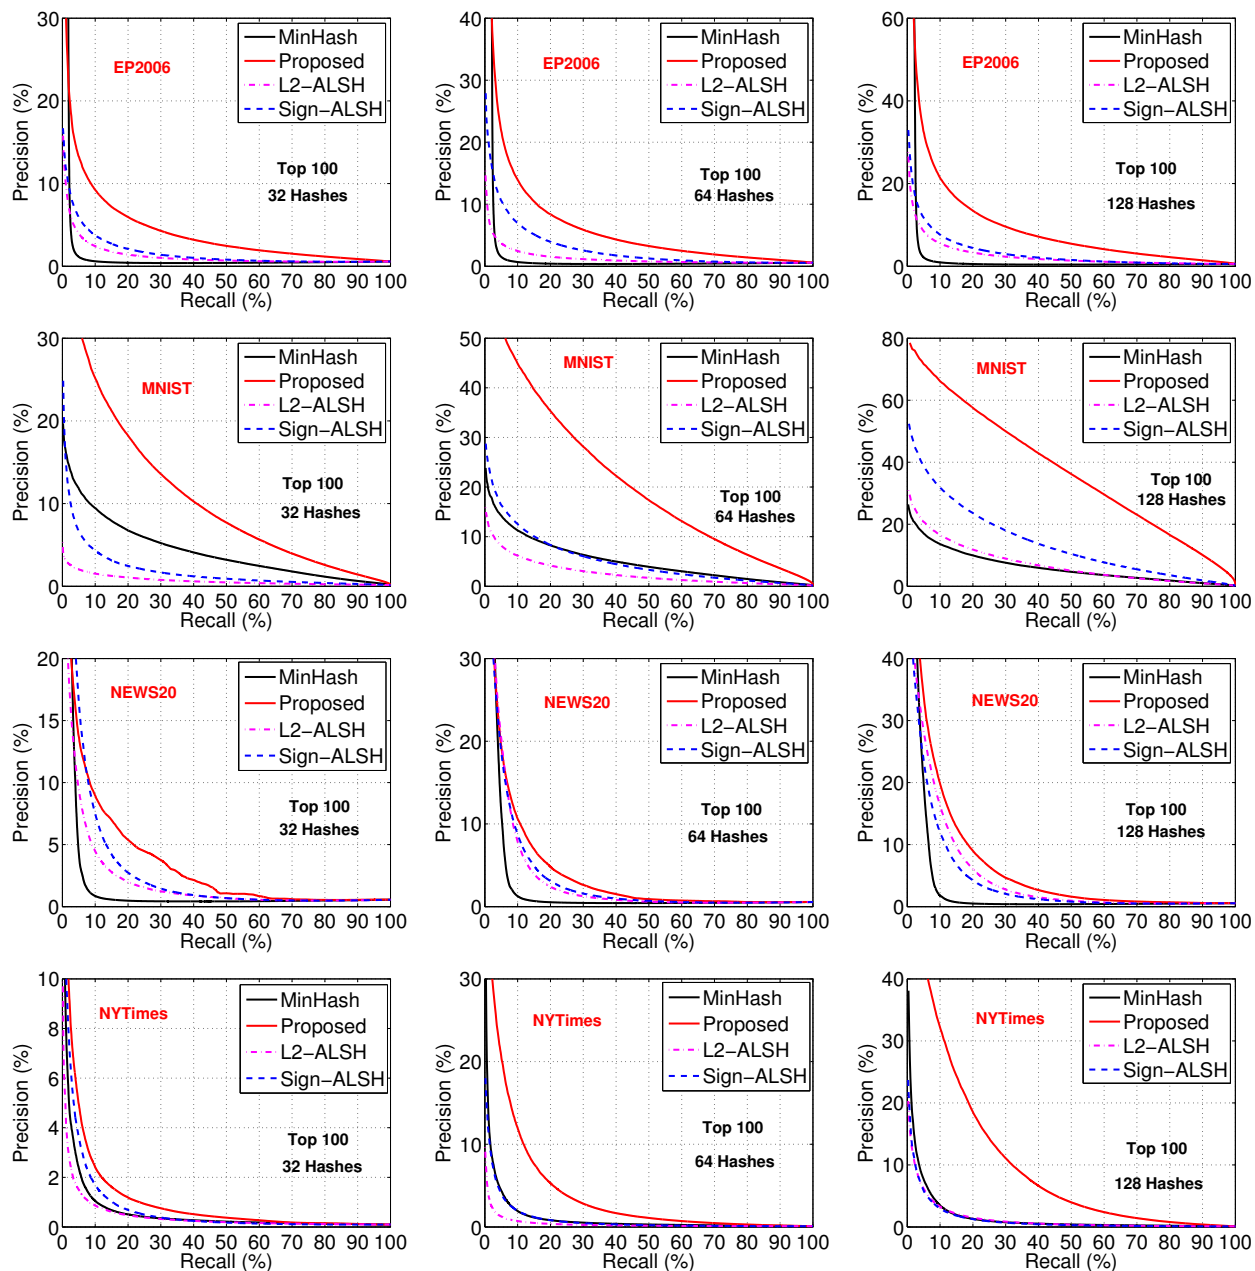 30
20
10
0
Precision (%)
EP2006
MinHash
Proposed
L2−ALSH
Sign−ALSH
Top 100
32 Hashes
0 10 20 30 40 50 60 70 80 90 100
Recall (%)
40
30
20
10
0
Precision (%)
EP2006
MinHash
Proposed
L2−ALSH
Sign−ALSH
Top 100
64 Hashes
0 10 20 30 40 50 60 70 80 90 100
Recall (%)
60
40
20
0
Precision (%)
EP2006
MinHash
Proposed
L2−ALSH
Sign−ALSH
Top 100
128 Hashes
0 10 20 30 40 50 60 70 80 90 100
Recall (%)
30
20
10
0
Precision (%)
MNIST
MinHash
Proposed
L2−ALSH
Sign−ALSH
Top 100
32 Hashes
0 10 20 30 40 50 60 70 80 90 100
Recall (%)
50
40
30
20
10
0
Precision (%)
MNIST
MinHash
Proposed
L2−ALSH
Sign−ALSH
Top 100
64 Hashes
0 10 20 30 40 50 60 70 80 90 100
Recall (%)
80
60
40
20
0
Precision (%)
MNIST
MinHash
Proposed
L2−ALSH
Sign−ALSH
Top 100
128 Hashes
0 10 20 30 40 50 60 70 80 90 100
Recall (%)
20
15
10
5
0
Precision (%)
NEWS20
MinHash
Proposed
L2−ALSH
Sign−ALSH
Top 100
32 Hashes
0 10 20 30 40 50 60 70 80 90 100
Recall (%)
30
20
10
0
Precision (%)
NEWS20
MinHash
Proposed
L2−ALSH
Sign−ALSH
Top 100
64 Hashes
0 10 20 30 40 50 60 70 80 90 100
Recall (%)
40
30
20
10
0
Precision (%)
NEWS20
MinHash
Proposed
L2−ALSH
Sign−ALSH
Top 100
128 Hashes
0 10 20 30 40 50 60 70 80 90 100
Recall (%)
10
8
6
4
2
0
Precision (%)
NYTimes
MinHash
Proposed
L2−ALSH
Sign−ALSH
Top 100
32 Hashes
0 10 20 30 40 50 60 70 80 90 100
Recall (%)
30
20
10
0
Precision (%)
NYTimes
MinHash
Proposed
L2−ALSH
Sign−ALSH
Top 100
64 Hashes
0 10 20 30 40 50 60 70 80 90 100
Recall (%)
40
30
20
10
0
Precision (%)
NYTimes
MinHash
Proposed
L2−ALSH
Sign−ALSH
Top 100
128 Hashes
0 10 20 30 40 50 60 70 80 90 100
Recall (%)